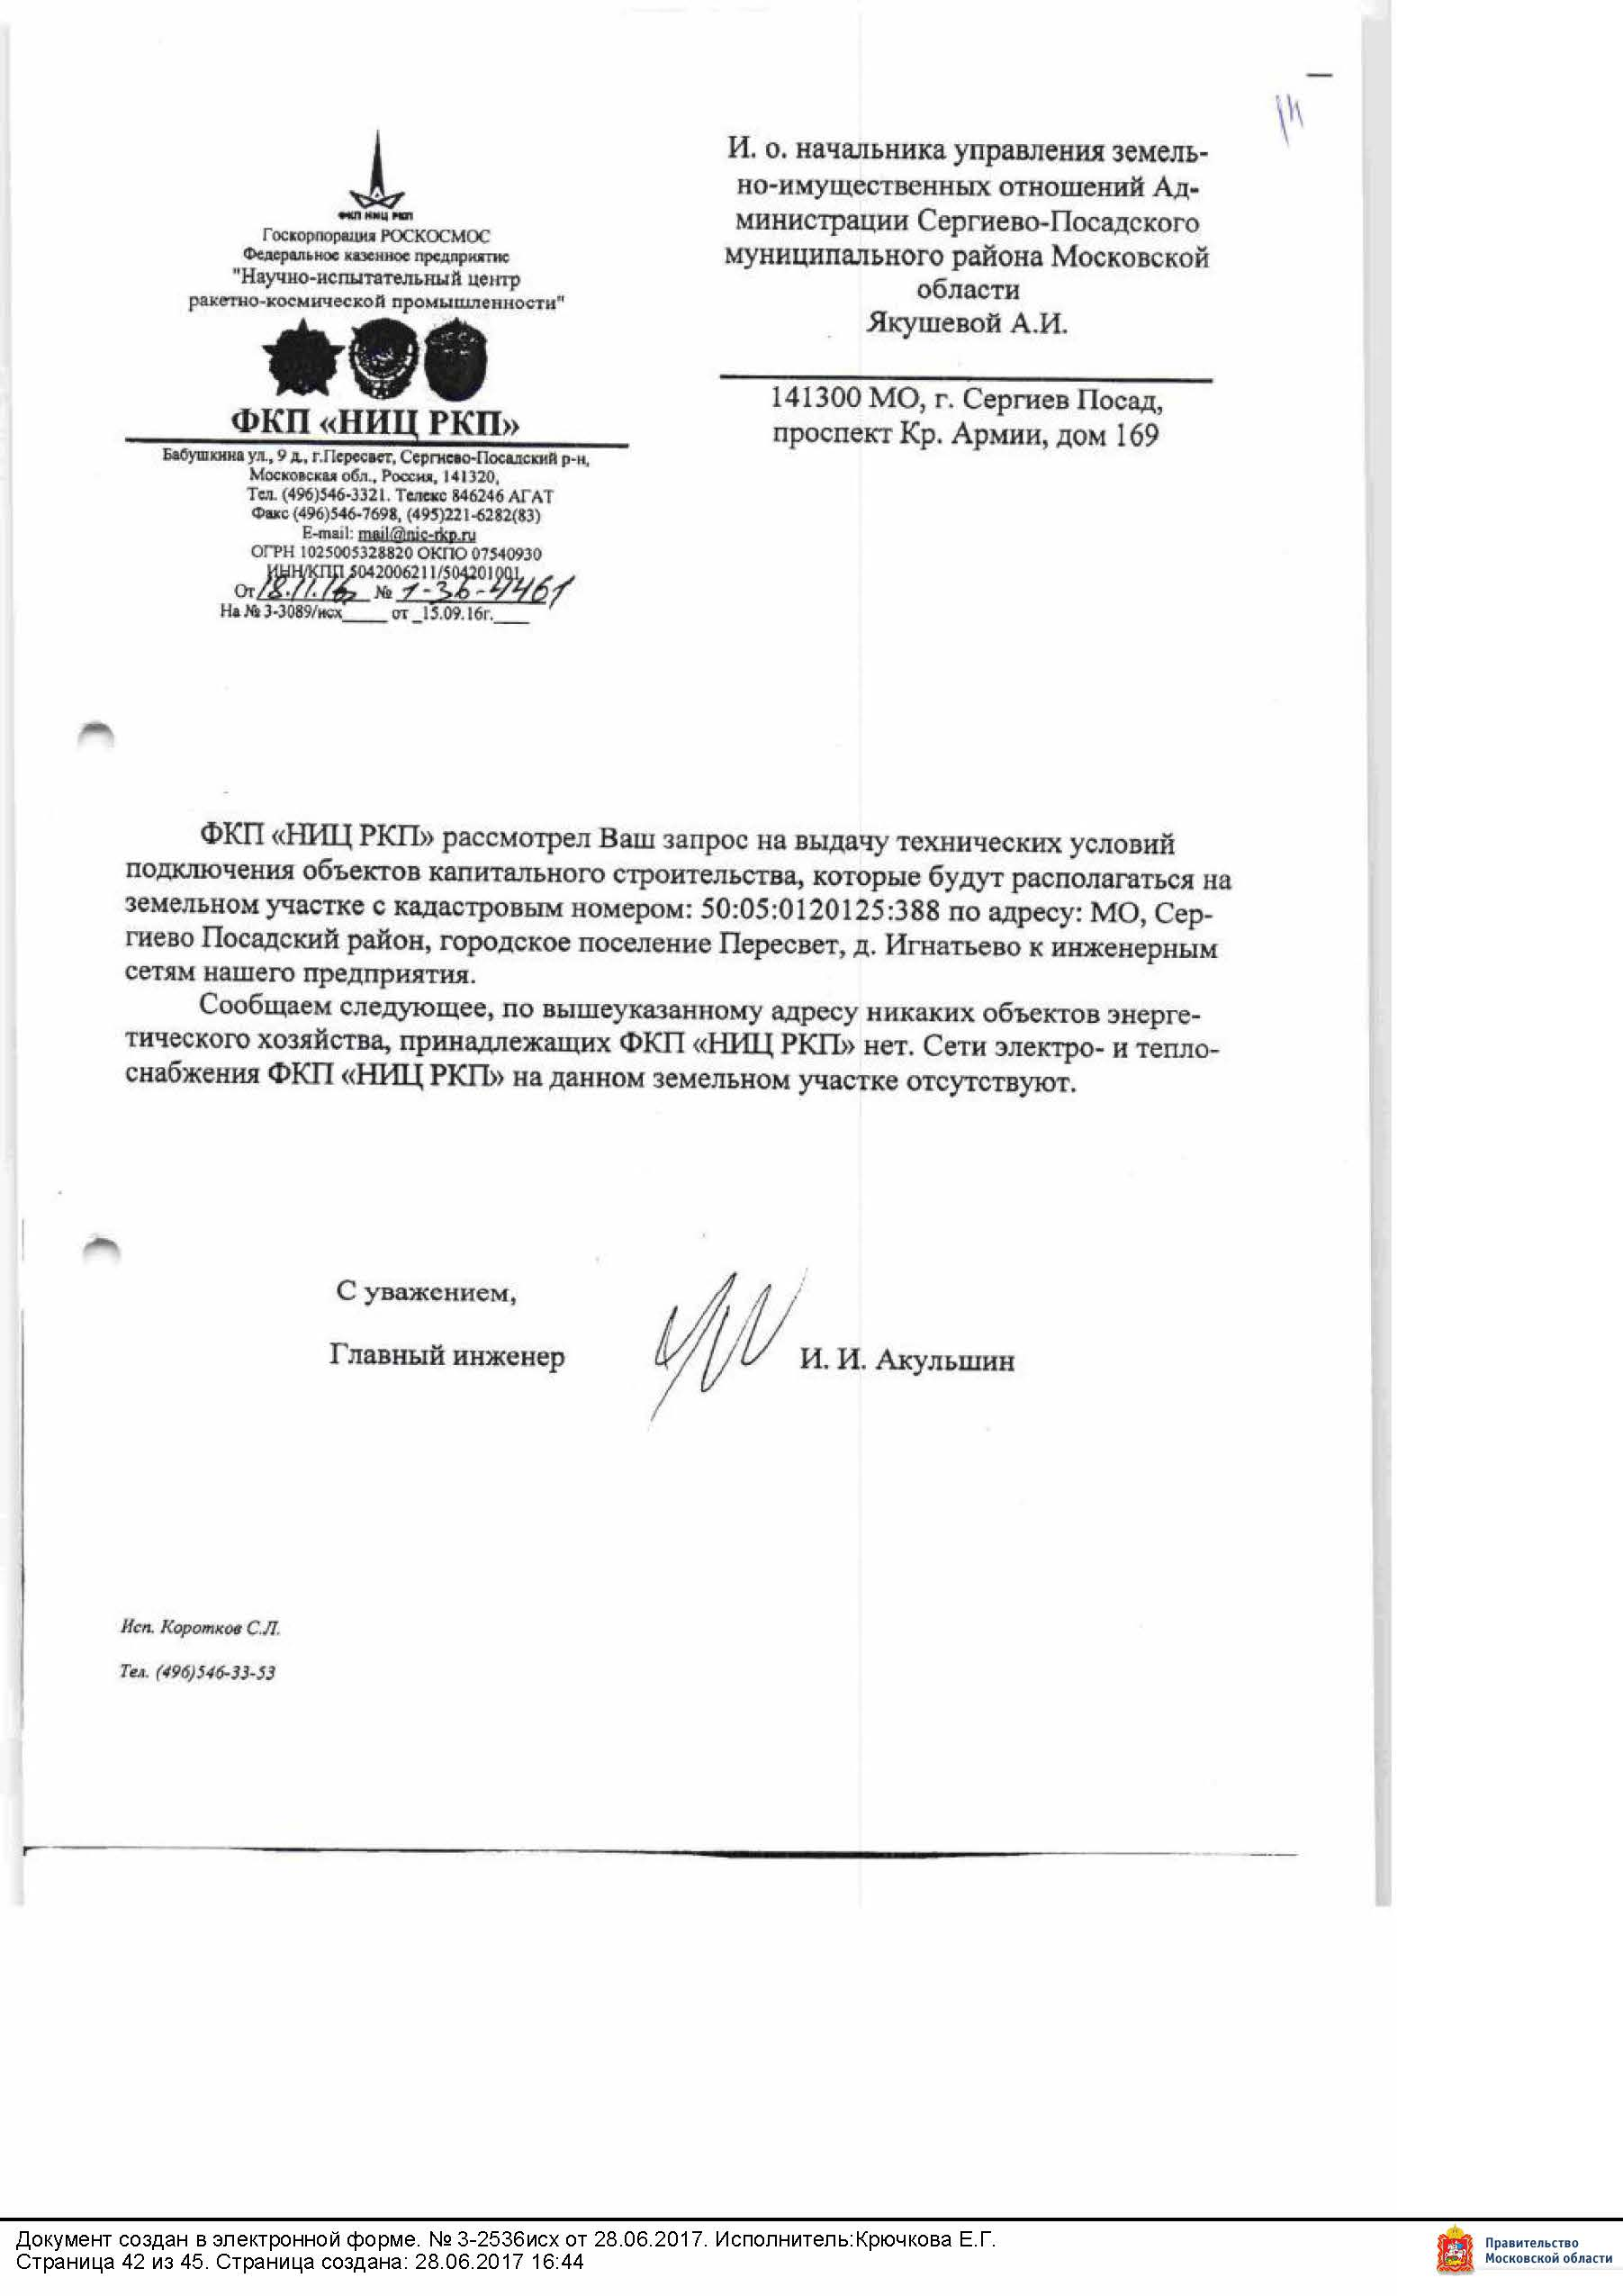 ФКП НИЦ РКП
Госкорпорация РОСКОСМОС
Федеральное казенное предприятие
"Научно-испытательный центр
ракетно-космической промышленности"
ФКП «НИЦ РКП»
Бабушкина ул., 9 д., г.Пересвет, Сергиево-Посадский р-н,
Московская обл., Россия, 141320,
Тел. (496)546-3321. Телекс 846246 АГАТ
Факс (496)546-7698, (495)221-6282(83)
E-mail: mail@nic-rkp.ru
ОГРН 1025005328820 ОКПО 07540930
ИНН/КПП 5042006211/504201001
От 18.11.16 № 1-36-4461
На № 3-3089/исх_____ от _15.09.16г.____
И. о. начальника управления земель-
но-имущественных отношений Ад-
министрации Сергиево-Посадского
муниципального района Московской
области
Якушевой А.И.
141300 МО, г. Сергиев Посад,
проспект Кр. Армии, дом 169
ФКП «НИЦ РКП» рассмотрел Ваш запрос на выдачу технических условий
подключения объектов капитального строительства, которые будут располагаться на
земельном участке с кадастровым номером: 50:05:0120125:388 по адресу: МО, Сер-
гиево Посадский район, городское поселение Пересвет, д. Игнатьево к инженерным
сетям нашего предприятия.
Сообщаем следующее, по вышеуказанному адресу никаких объектов энерге-
тического хозяйства, принадлежащих ФКП «НИЦ РКП» нет. Сети электро- и тепло-
снабжения ФКП «НИЦ РКП» на данном земельном участке отсутствуют.
С уважением,
Главный инженер И. И. Акульшин
Исп. Коротков С.Л.
Тел. (496)546-33-53
Документ создан в электронной форме. № 3-2536исх от 28.06.2017. Исполнитель:Крючкова Е.Г.
Страница 42 из 45. Страница создана: 28.06.2017 16:44
Правительство
Московской области